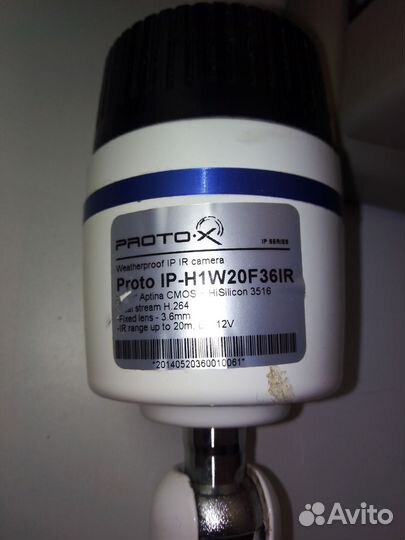 PROTO-X
IP SERIES
Weatherproof IP IR camera
Proto IP-H1W20F36IR
Aptina CMOS HiSilicon 3516
stream H.264
-Fixed lens - 3.6mm
-IR range up to 20m, 12V
*20140520360010061*
Avito